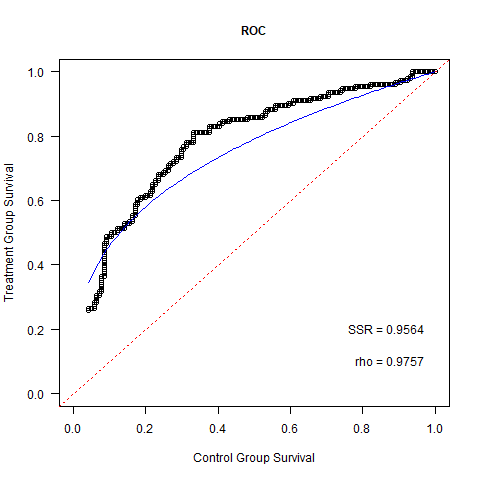 ROC
Treatment Group Survival
1.0
0.8
0.6
0.4
0.2
0.0
SSR = 0.9564
rho = 0.9757
0.0 0.2 0.4 0.6 0.8 1.0
Control Group Survival